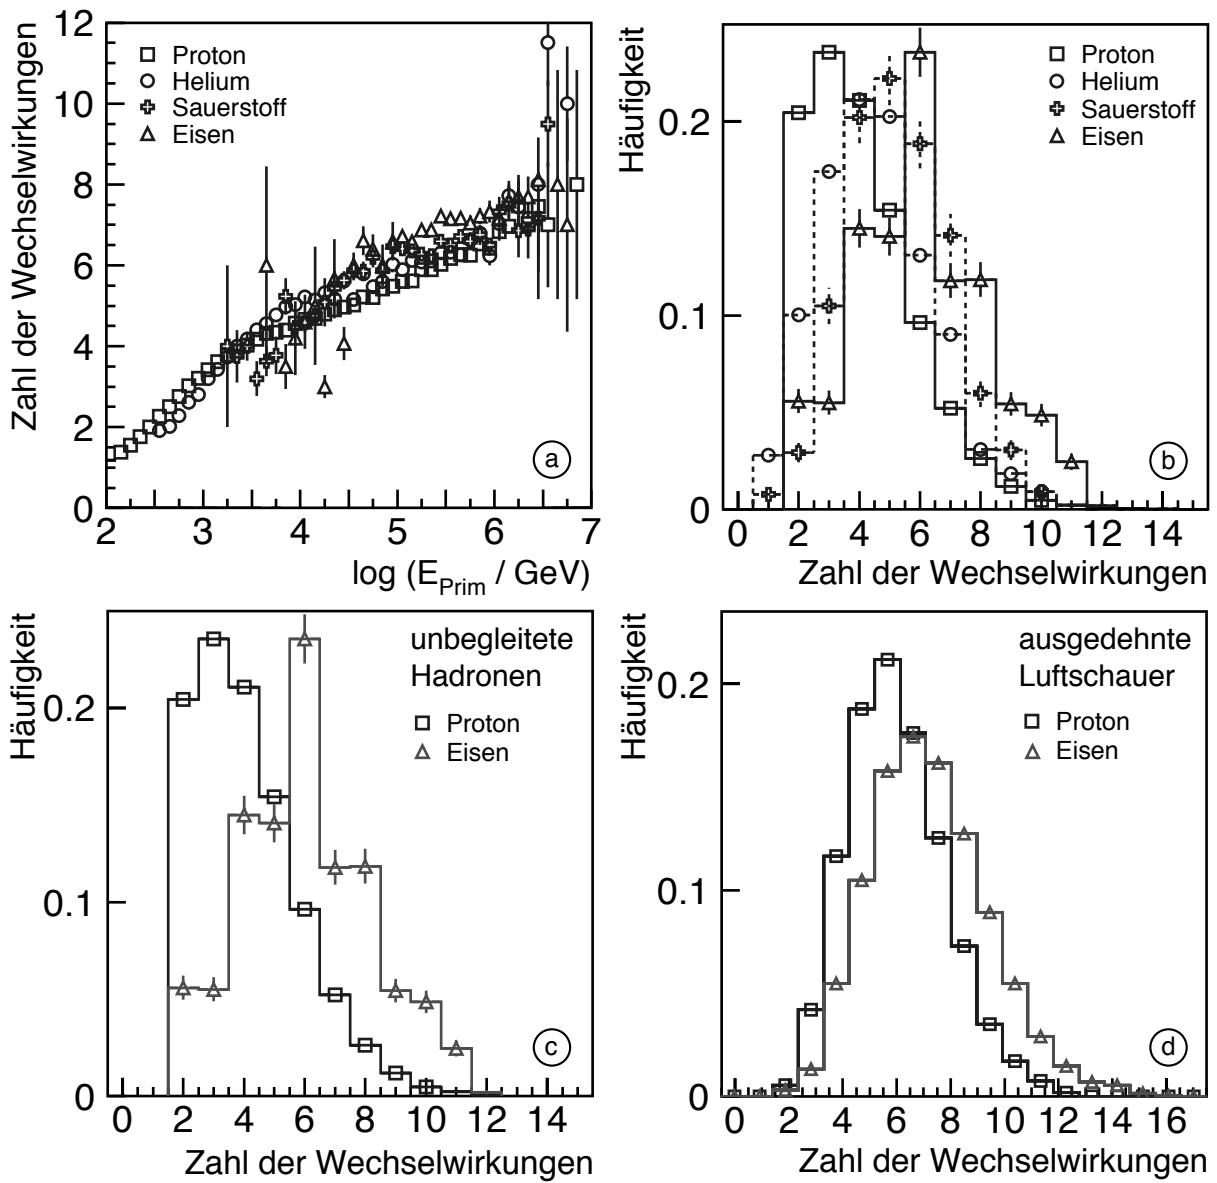 Zahl der Wechselwirkungen
12
10
8
6
4
2
0
Proton
Helium
Sauerstoff
Eisen
a
2 3 4 5 6 7
log (E_Prim / GeV)
Häufigkeit
0.2
0.1
0
Proton
Helium
Sauerstoff
Eisen
b
0 2 4 6 8 10 12 14
Zahl der Wechselwirkungen
Häufigkeit
0.2
0.1
0
unbegleitete
Hadronen
Proton
Eisen
c
0 2 4 6 8 10 12 14
Zahl der Wechselwirkungen
Häufigkeit
0.2
0.1
0
ausgedehnte
Luftschauer
Proton
Eisen
d
0 2 4 6 8 10 12 14 16
Zahl der Wechselwirkungen